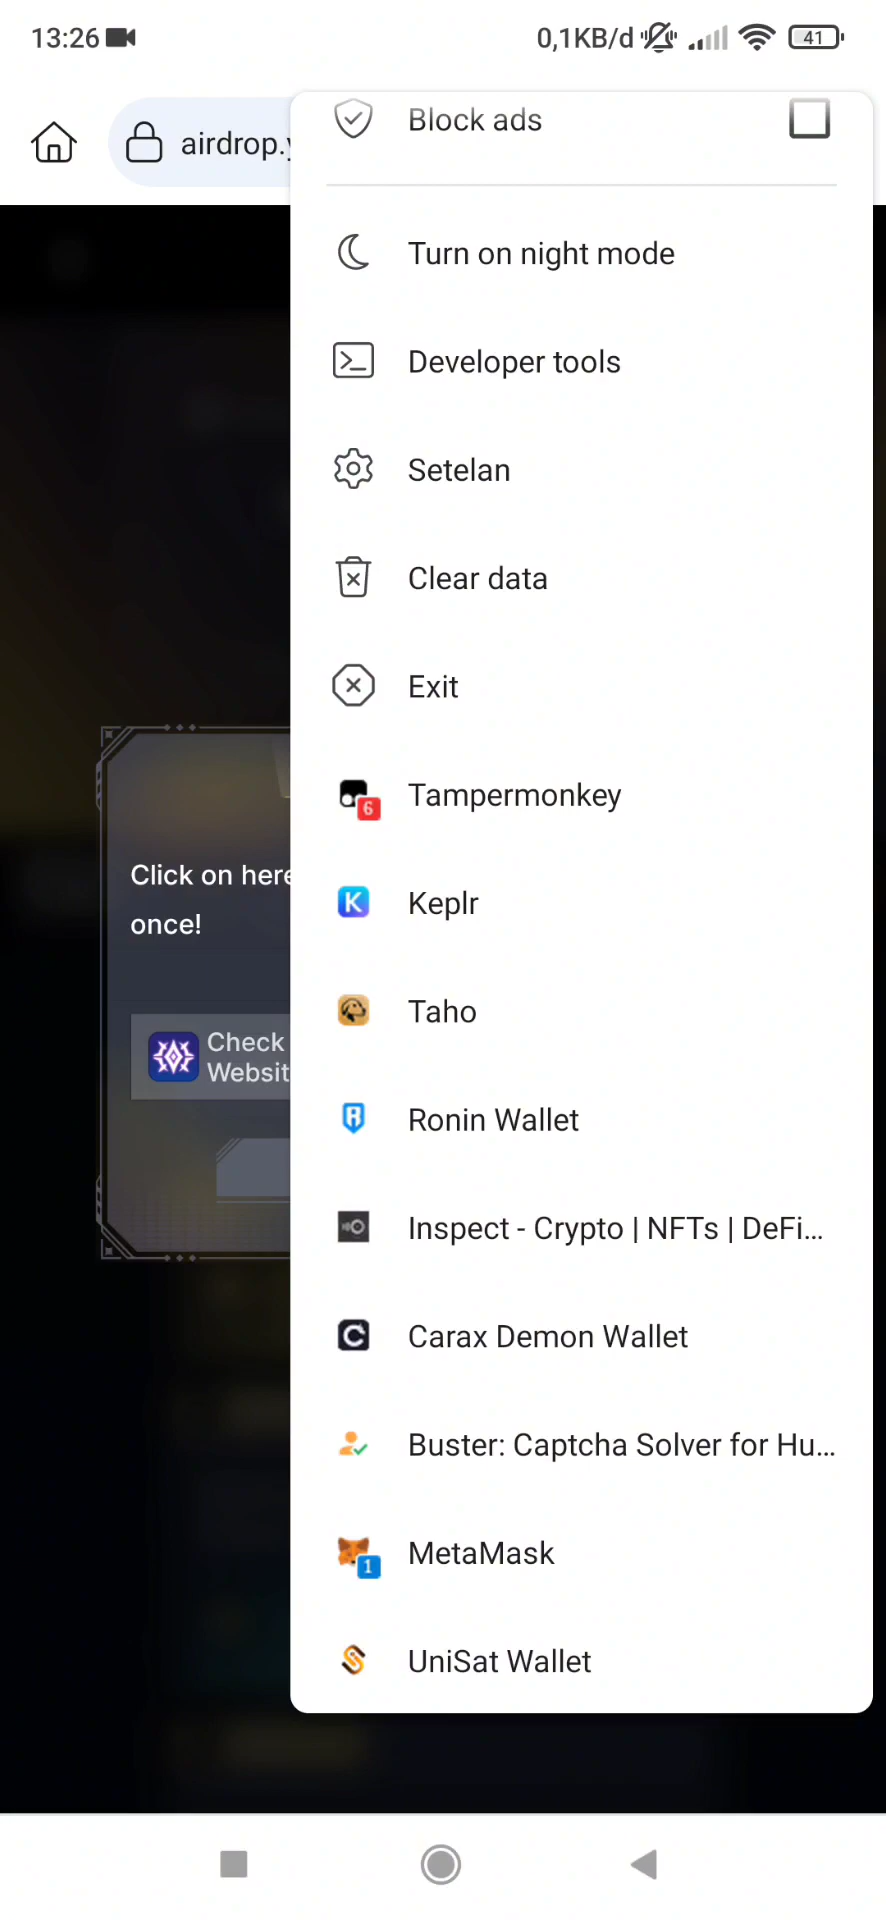 13:26
0,1KB/d
41
airdrop.
Block ads
Turn on night mode
Developer tools
Setelan
Clear data
Exit
6
Tampermonkey
Click on here
once!
K
Keplr
Taho
Check
Websit
Ronin Wallet
Inspect - Crypto | NFTs | DeFi...
C
Carax Demon Wallet
Buster: Captcha Solver for Hu...
1
MetaMask
UniSat Wallet